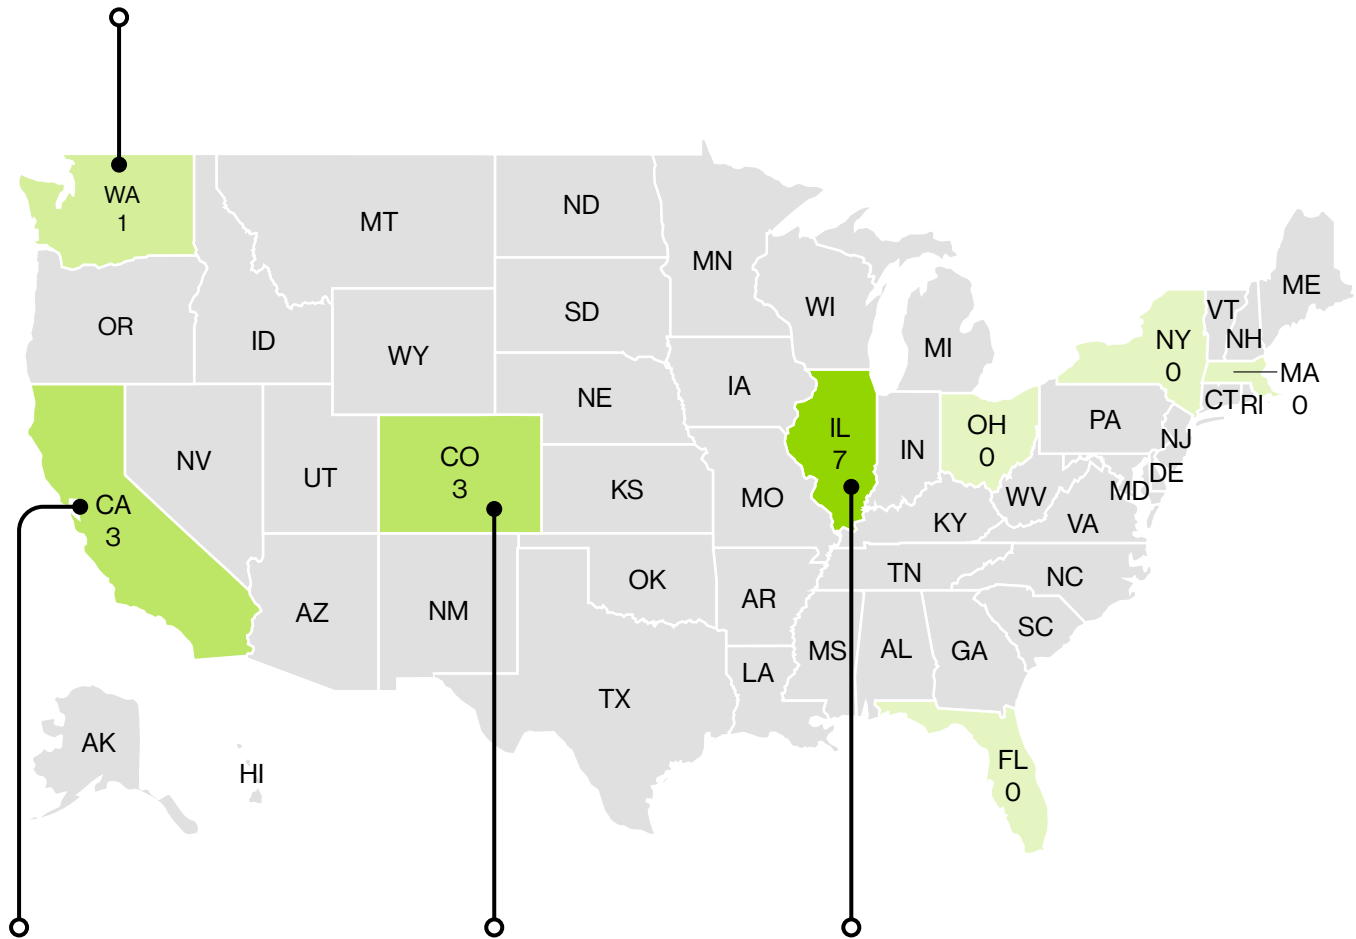 WA
1
MT
ND
MN
OR
ID
WY
SD
WI
MI
ME
VT
NH
NY
0
MA
0
CT
RI
NV
UT
CO
3
NE
IA
IL
7
IN
OH
0
PA
NJ
DE
MD
CA
3
KS
MO
KY
WV
VA
AZ
NM
OK
AR
TN
NC
SC
TX
LA
MS
AL
GA
AK
HI
FL
0